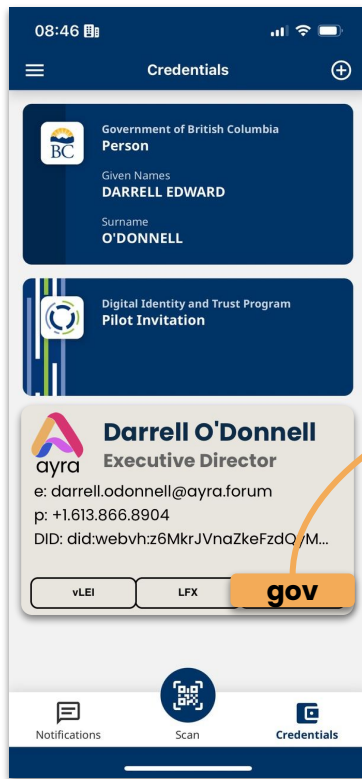 08:46
Credentials
BC
Government of British Columbia
Person
Given Names
DARRELL EDWARD
Surname
O'DONNELL
Digital Identity and Trust Program
Pilot Invitation
ayra
Darrell O'Donnell
Executive Director
e: darrell.odonnell@ayra.forum
p: +1.613.866.8904
DID: did:webvh:z6MkrJVnaZkeFzdQyM...
vLEI
LFX
gov
Notifications
Scan
Credentials